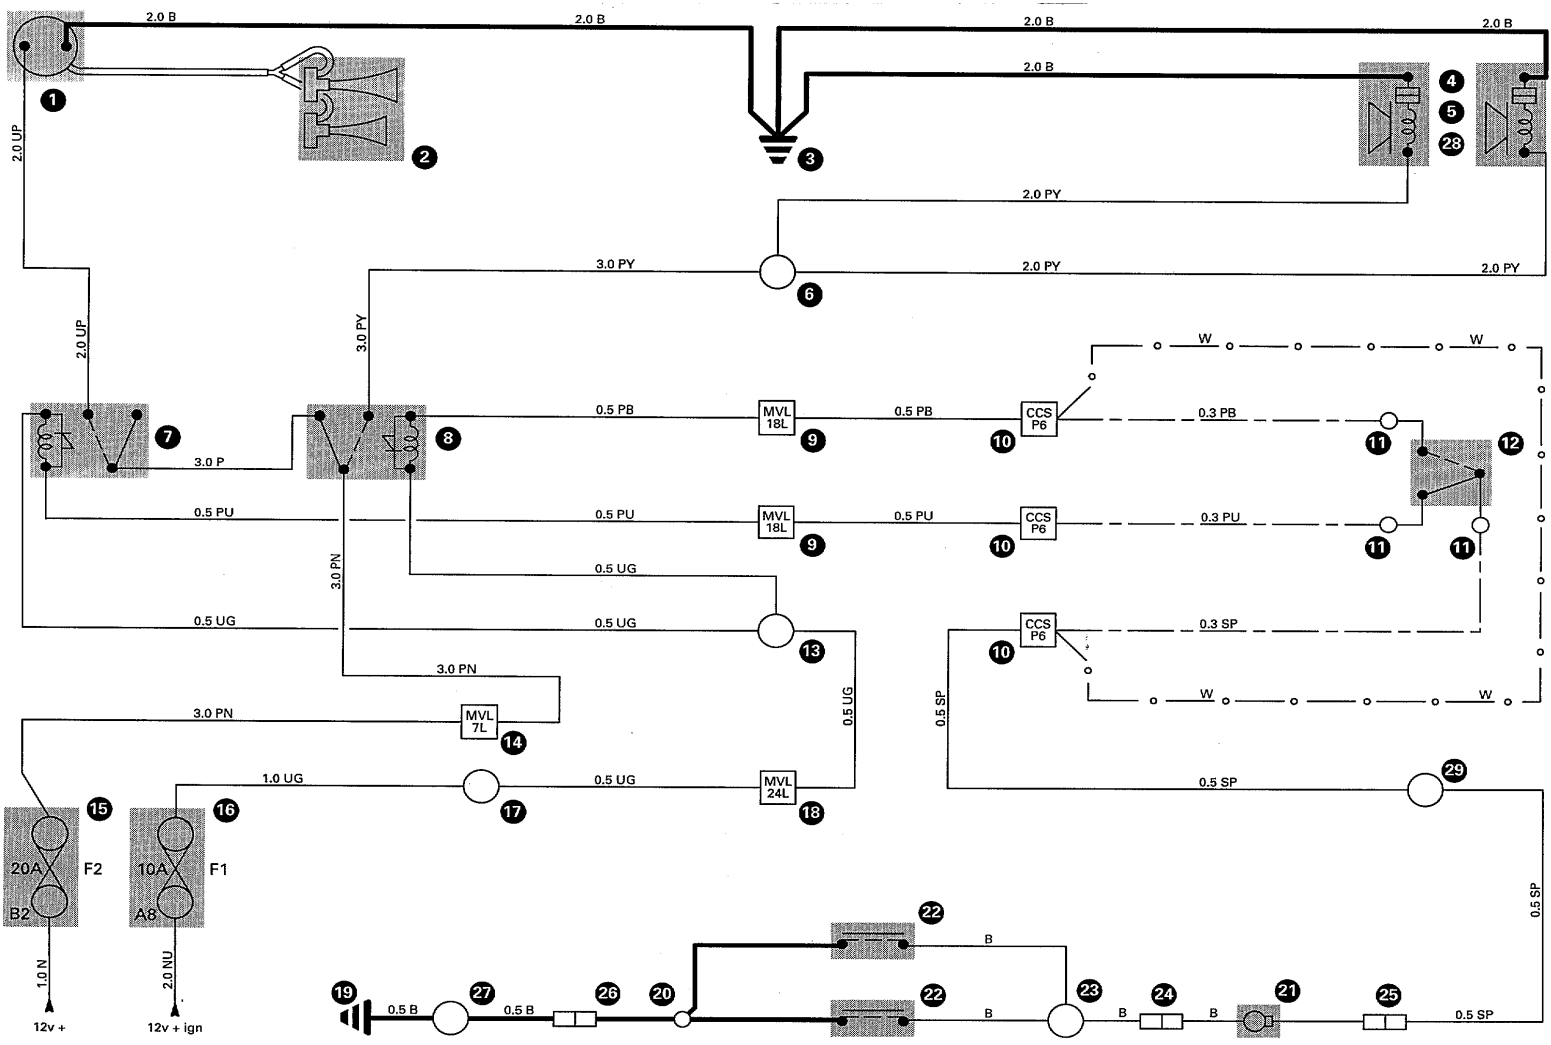 2.0 B
2.0 B
2.0 B
2.0 B
2.0 B
1
2
3
4
5
28
2.0 UP
2.0 PY
3.0 PY
2.0 PY
2.0 PY
6
2.0 UP
3.0 PY
W
W
7
8
0.5 PB
MVL
18L
9
0.5 PB
CCS
P6
10
0.3 PB
11
12
3.0 P
0.5 PU
0.5 PU
MVL
18L
9
0.5 PU
CCS
P6
10
0.3 PU
11
11
3.0 PN
0.5 UG
0.5 UG
0.5 UG
13
CCS
P6
10
0.3 SP
3.0 PN
0.5 UG
0.5 SP
W
W
3.0 PN
MVL
7L
14
1.0 UG
17
0.5 UG
MVL
24L
18
0.5 SP
29
15
16
20A
F2
B2
10A
F1
A8
0.5 SP
1.0 N
2.0 NU
12v +
12v + ign
22
B
19
0.5 B
27
0.5 B
26
20
22
B
23
B
24
B
21
25
0.5 SP